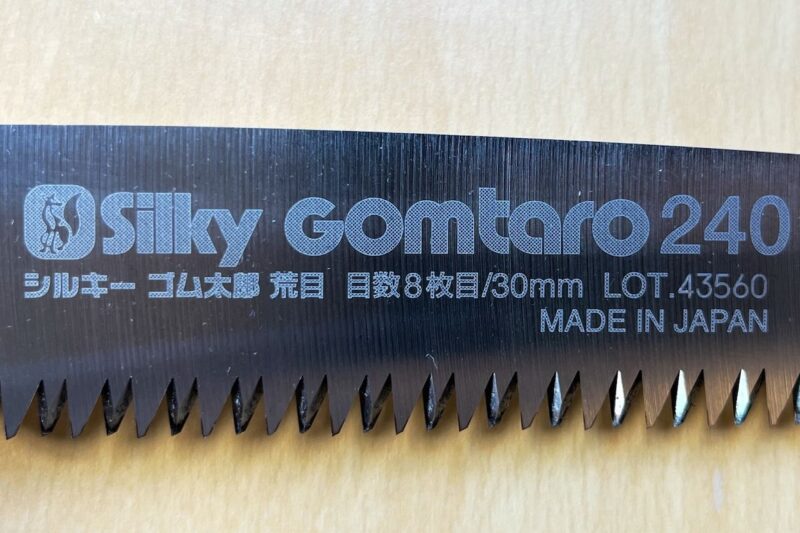 Silky Gomtaro 240
シルキー ゴム太郎 荒目 目数8枚目/30mm LOT.43560
MADE IN JAPAN